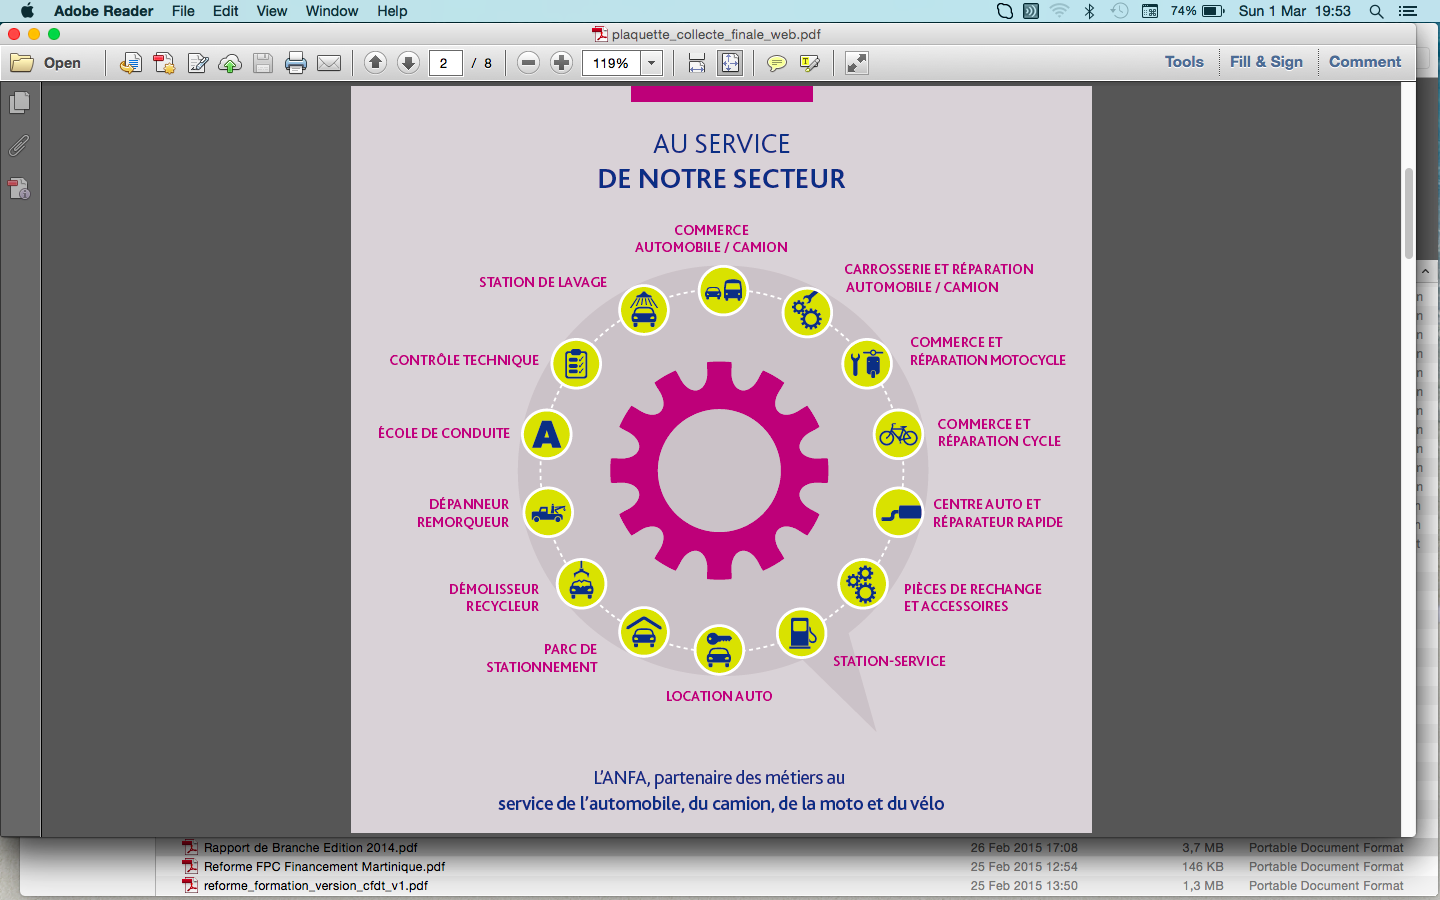 Adobe Reader File Edit View Window Help 74% Sun 1 Mar 19:53
plaquette_collecte_finale_web.pdf
Open 2 / 8 119% Tools Fill & Sign Comment
AU SERVICE
DE NOTRE SECTEUR
COMMERCE
AUTOMOBILE / CAMION
CARROSSERIE ET RÉPARATION
AUTOMOBILE / CAMION
COMMERCE ET
RÉPARATION MOTOCYCLE
COMMERCE ET
RÉPARATION CYCLE
CENTRE AUTO ET
RÉPARATEUR RAPIDE
PIÈCES DE RECHANGE
ET ACCESSOIRES
STATION-SERVICE
LOCATION AUTO
PARC DE
STATIONNEMENT
DÉMOLISSEUR
RECYCLEUR
DÉPANNEUR
REMORQUEUR
ÉCOLE DE CONDUITE
A
CONTRÔLE TECHNIQUE
STATION DE LAVAGE
L'ANFA, partenaire des métiers au
service de l'automobile, du camion, de la moto et du vélo
Rapport de Branche Edition 2014.pdf 26 Feb 2015 17:08 3,7 MB Portable Document Format
Reforme FPC Financement Martinique.pdf 25 Feb 2015 12:54 146 KB Portable Document Format
reforme_formation_version_cfdt_v1.pdf 25 Feb 2015 13:50 1,3 MB Portable Document Format